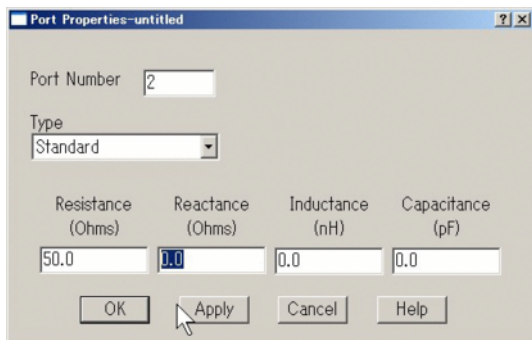 Port Properties-untitled
Port Number 2
Type
Standard
Resistance Reactance Inductance Capacitance
(Ohms) (Ohms) (nH) (pF)
50.0 0.0 0.0 0.0
OK Apply Cancel Help